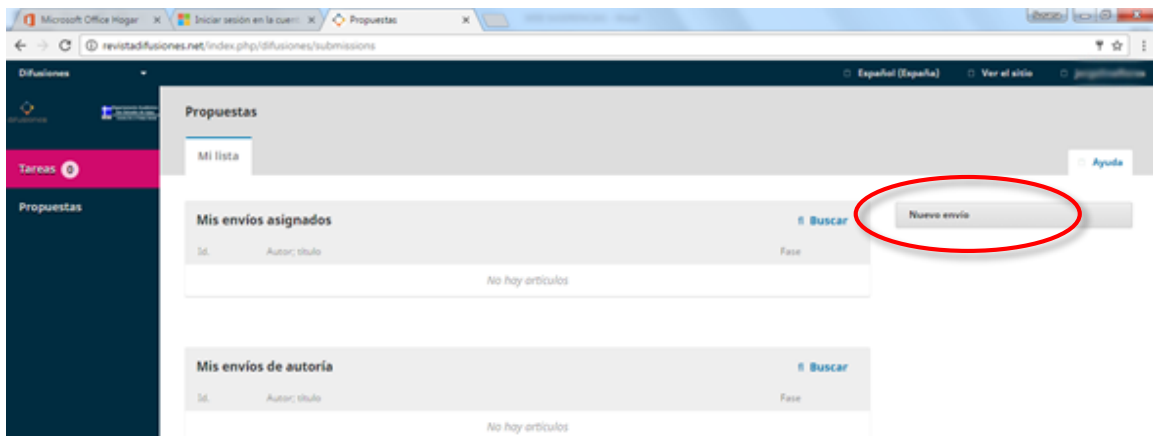 Microsoft Office Hogar
Iniciar sesión en la cuen
Propuestas
revistadifusiones.net/index.php/difusiones/submissions
Difusiones
Español (España)
Ver el sitio
Propuestas
Mi lista
Tareas 0
Ayuda
Propuestas
Mis envíos asignados
Buscar
Nuevo envío
Id.
Autor; título
Fase
No hay artículos
Mis envíos de autoría
Buscar
Id.
Autor; título
Fase
No hay artículos